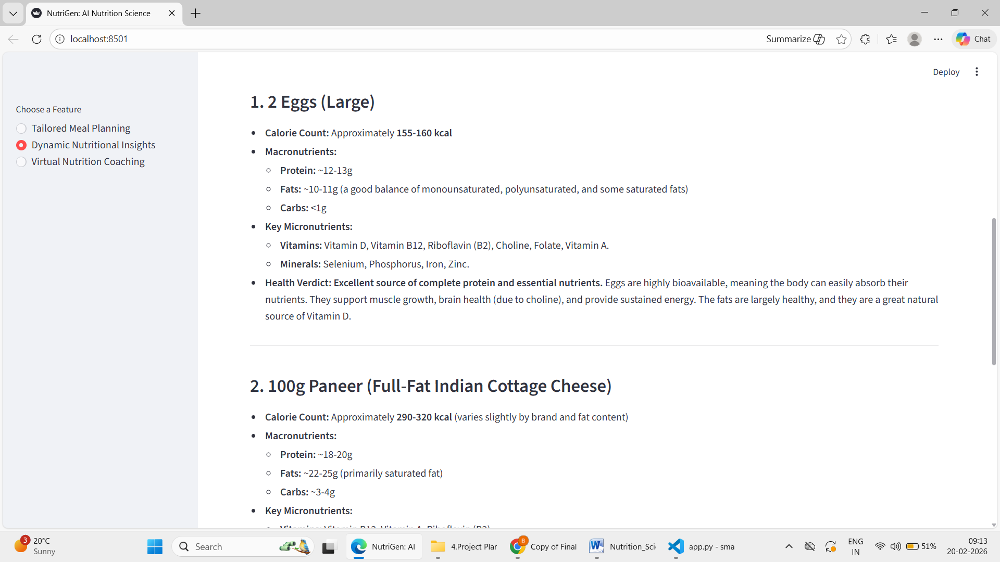 NutriGen: AI Nutrition Science
localhost:8501
Summarize
Chat
Deploy
Choose a Feature
Tailored Meal Planning
Dynamic Nutritional Insights
Virtual Nutrition Coaching
1. 2 Eggs (Large)
Calorie Count: Approximately 155-160 kcal
Macronutrients:
Protein: ~12-13g
Fats: ~10-11g (a good balance of monounsaturated, polyunsaturated, and some saturated fats)
Carbs: <1g
Key Micronutrients:
Vitamins: Vitamin D, Vitamin B12, Riboflavin (B2), Choline, Folate, Vitamin A.
Minerals: Selenium, Phosphorus, Iron, Zinc.
Health Verdict: Excellent source of complete protein and essential nutrients. Eggs are highly bioavailable, meaning the body can easily absorb their
nutrients. They support muscle growth, brain health (due to choline), and provide sustained energy. The fats are largely healthy, and they are a great natural
source of Vitamin D.
2. 100g Paneer (Full-Fat Indian Cottage Cheese)
Calorie Count: Approximately 290-320 kcal (varies slightly by brand and fat content)
Macronutrients:
Protein: ~18-20g
Fats: ~22-25g (primarily saturated fat)
Carbs: ~3-4g
Key Micronutrients:
Vitamins: Vitamin B12, Vitamin A, Riboflavin (B2)
3
20°C
Sunny
Search
NutriGen: AI
4.Project Plar
B
Copy of Final
Nutrition_Sci
app.py - sma
ENG
IN
51%
09:13
20-02-2026